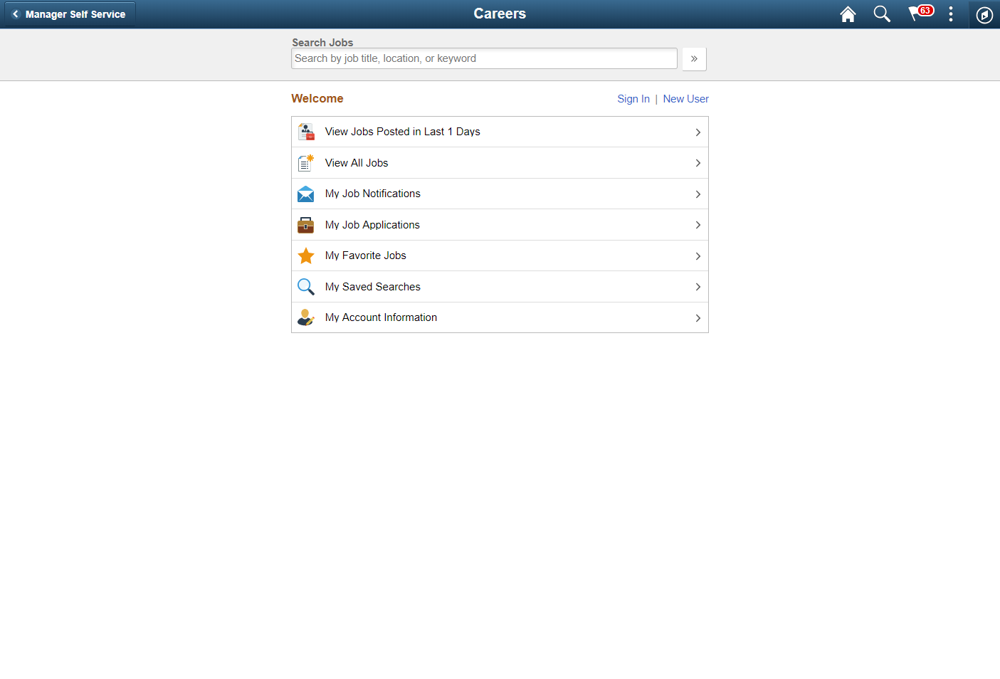 Manager Self Service
Careers
63
Search Jobs
Search by job title, location, or keyword
»
Welcome
Sign In | New User
View Jobs Posted in Last 1 Days
View All Jobs
My Job Notifications
My Job Applications
My Favorite Jobs
My Saved Searches
My Account Information